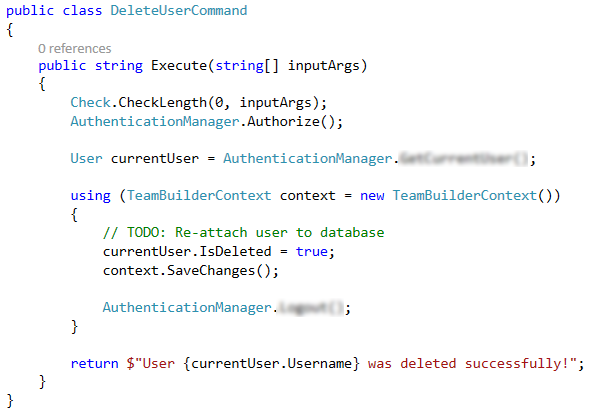 public class DeleteUserCommand
{
0 references
public string Execute(string[] inputArgs)
{
Check.CheckLength(0, inputArgs);
AuthenticationManager.Authorize();
User currentUser = AuthenticationManager.;
using (TeamBuilderContext context = new TeamBuilderContext())
{
// TODO: Re-attach user to database
currentUser.IsDeleted = true;
context.SaveChanges();
AuthenticationManager.;
}
return $"User {currentUser.Username} was deleted successfully!";
}
}